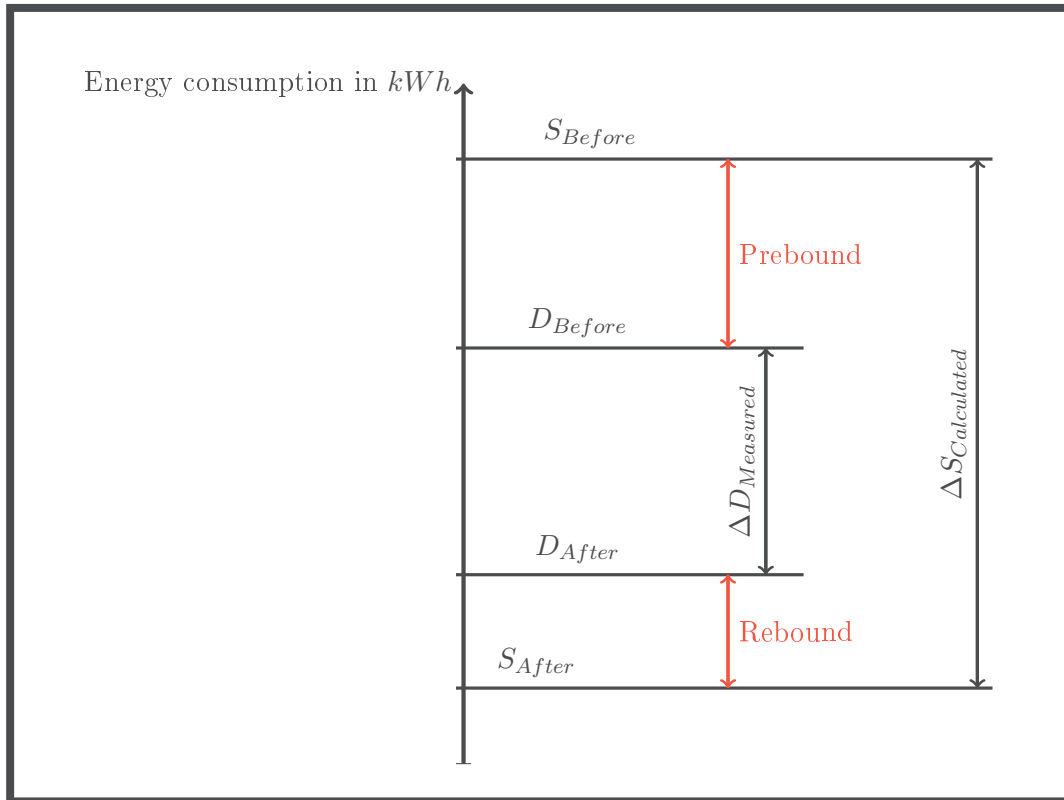 Energy consumption in kWh
S_Before
Prebound
D_Before
ΔD_Measured
ΔS_Calculated
D_After
Rebound
S_After